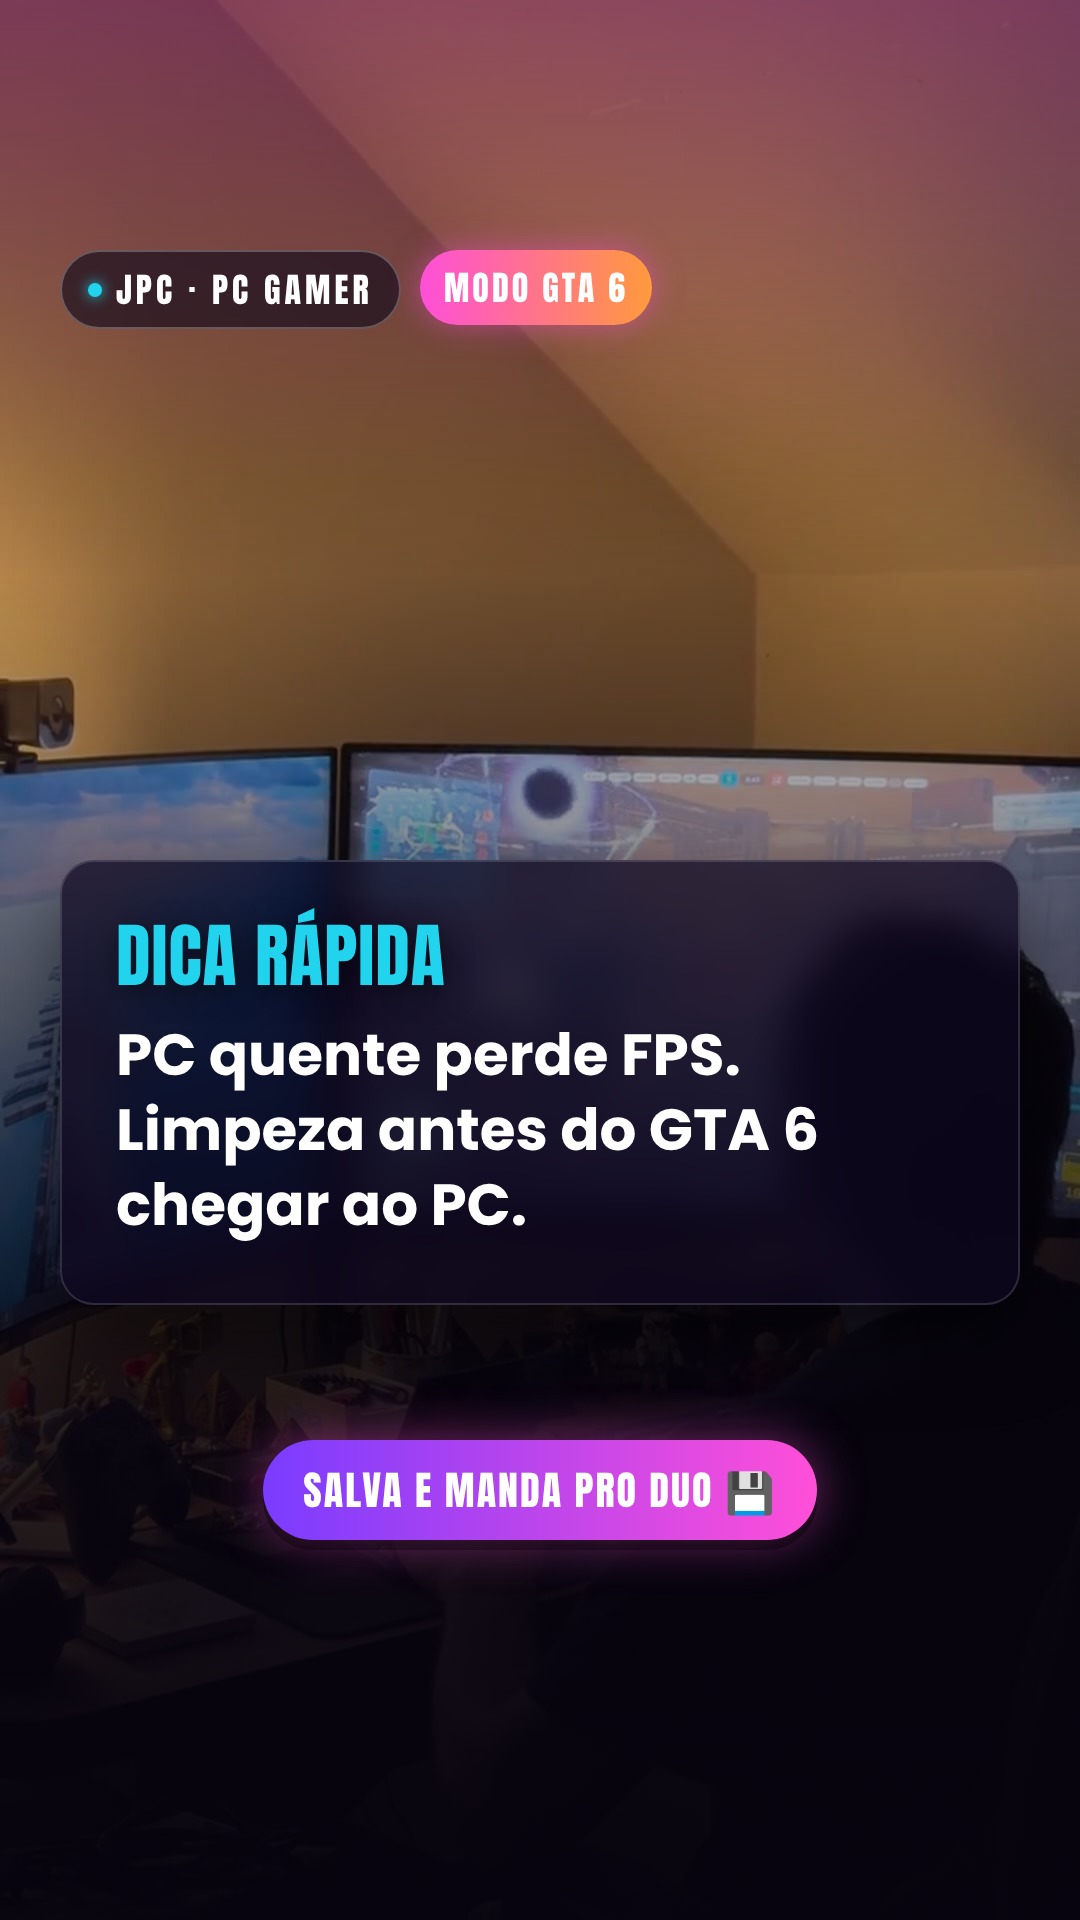 JPC · PC GAMER
MODO GTA 6
DICA RÁPIDA
PC quente perde FPS.
Limpeza antes do GTA 6
chegar ao PC.
SALVA E MANDA PRO DUO 💾